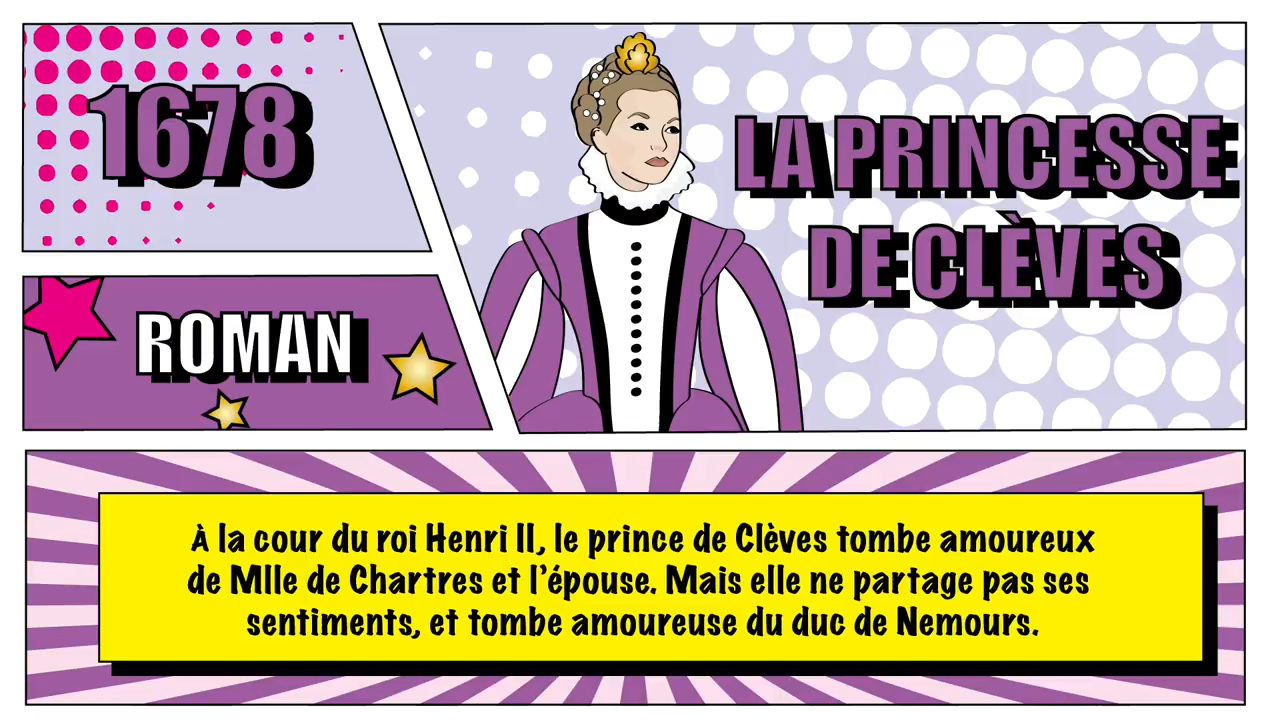 1678
LA PRINCESSE
DE CLÈVES
ROMAN
À la cour du roi Henri II, le prince de Clèves tombe amoureux
de Mlle de Chartres et l'épouse. Mais elle ne partage pas ses
sentiments, et tombe amoureuse du duc de Nemours.